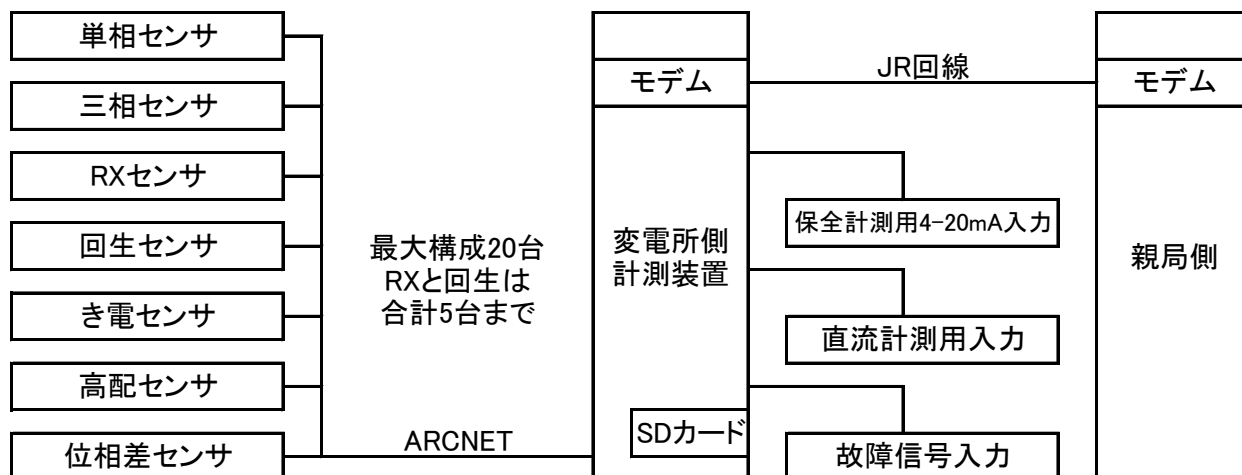 単相センサ
三相センサ
RXセンサ
回生センサ
き電センサ
高配センサ
位相差センサ
最大構成20台
RXと回生は
合計5台まで
ARCNET
モデム
変電所側
計測装置
SDカード
JR回線
保全計測用4-20mA入力
直流計測用入力
故障信号入力
モデム
親局側